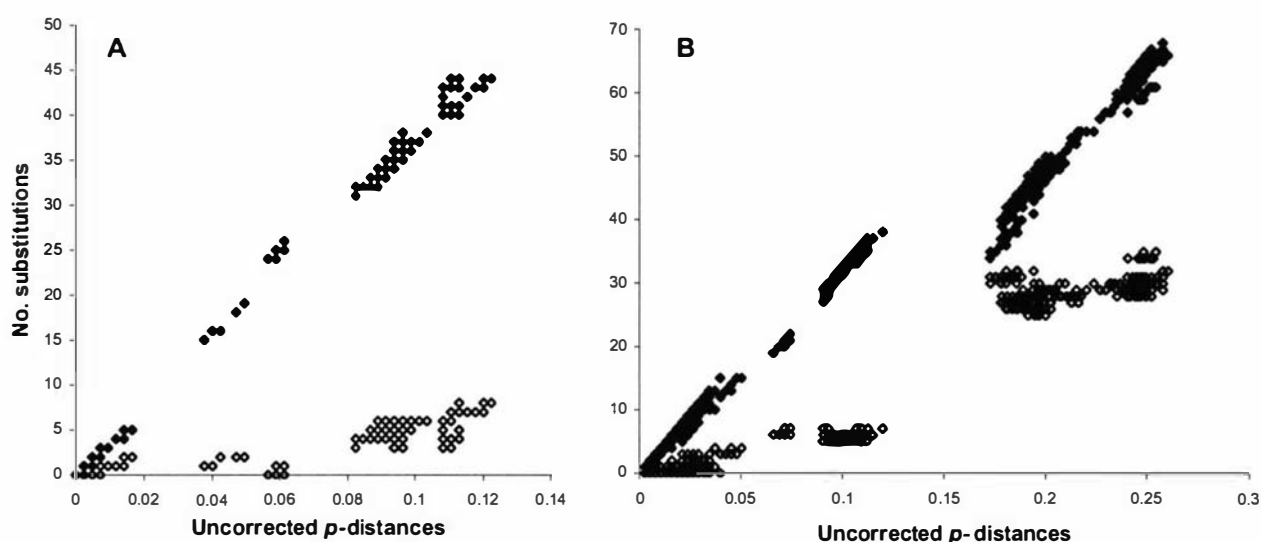 A
No. substitutions
50
45
40
35
30
25
20
15
10
5
0
0 0.02 0.04 0.06 0.08 0.1 0.12 0.14
Uncorrected p-distances
B
70
60
50
40
30
20
10
0
0 0.05 0.1 0.15 0.2 0.25 0.3
Uncorrected p- distances